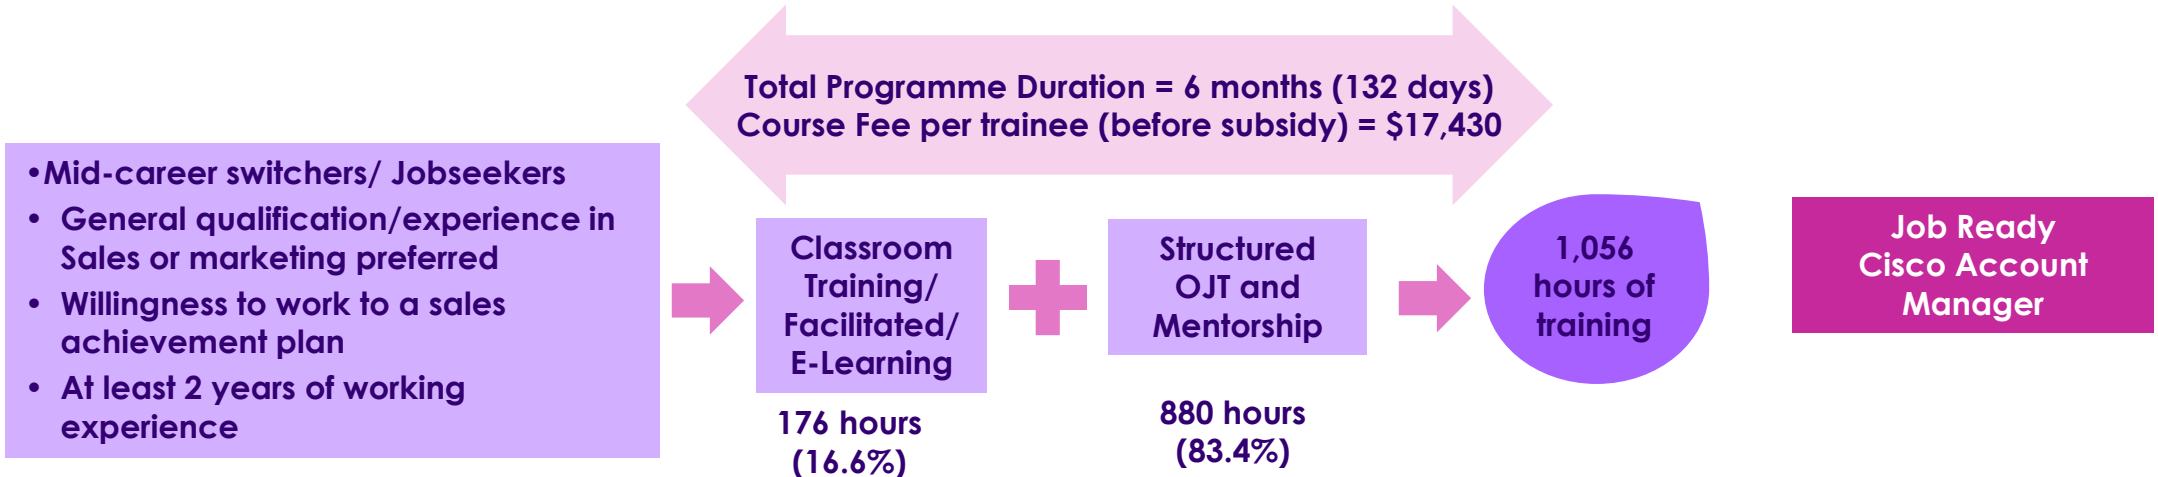 Total Programme Duration = 6 months (132 days)
Course Fee per trainee (before subsidy) = $17,430
•Mid-career switchers/ Jobseekers
• General qualification/experience in
Sales or marketing preferred
• Willingness to work to a sales
achievement plan
• At least 2 years of working
experience
Classroom
Training/
Facilitated/
E-Learning
176 hours
(16.6%)
Structured
OJT and
Mentorship
880 hours
(83.4%)
1,056
hours of
training
Job Ready
Cisco Account
Manager